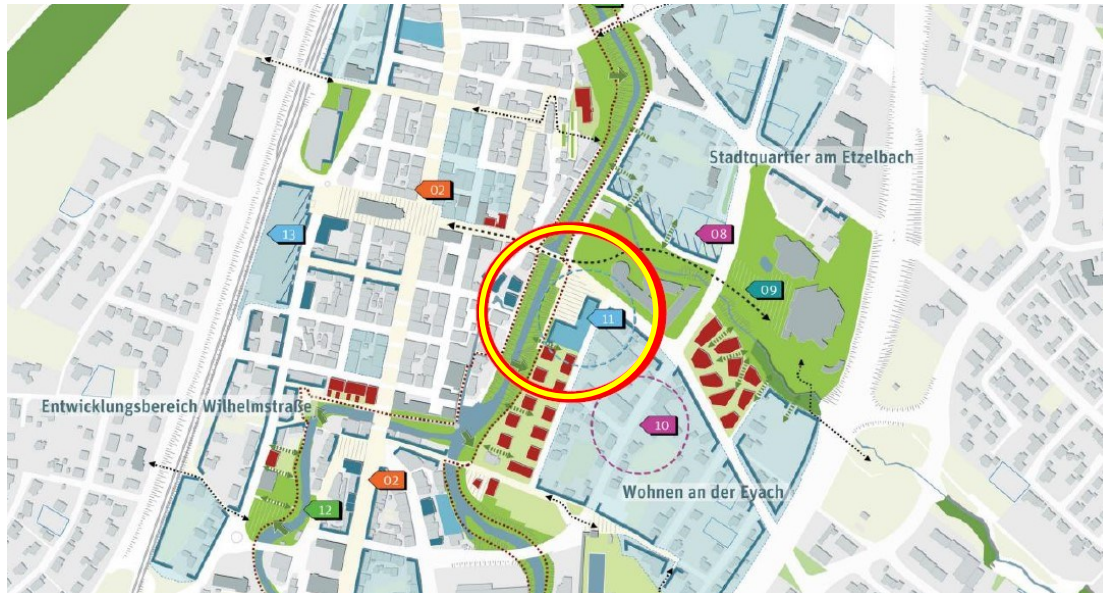 Stadtquartier am Etzelbach
02
13
08
09
11
Entwicklungsbereich Wilhelmstraße
10
02
Wohnen an der Eyach
12